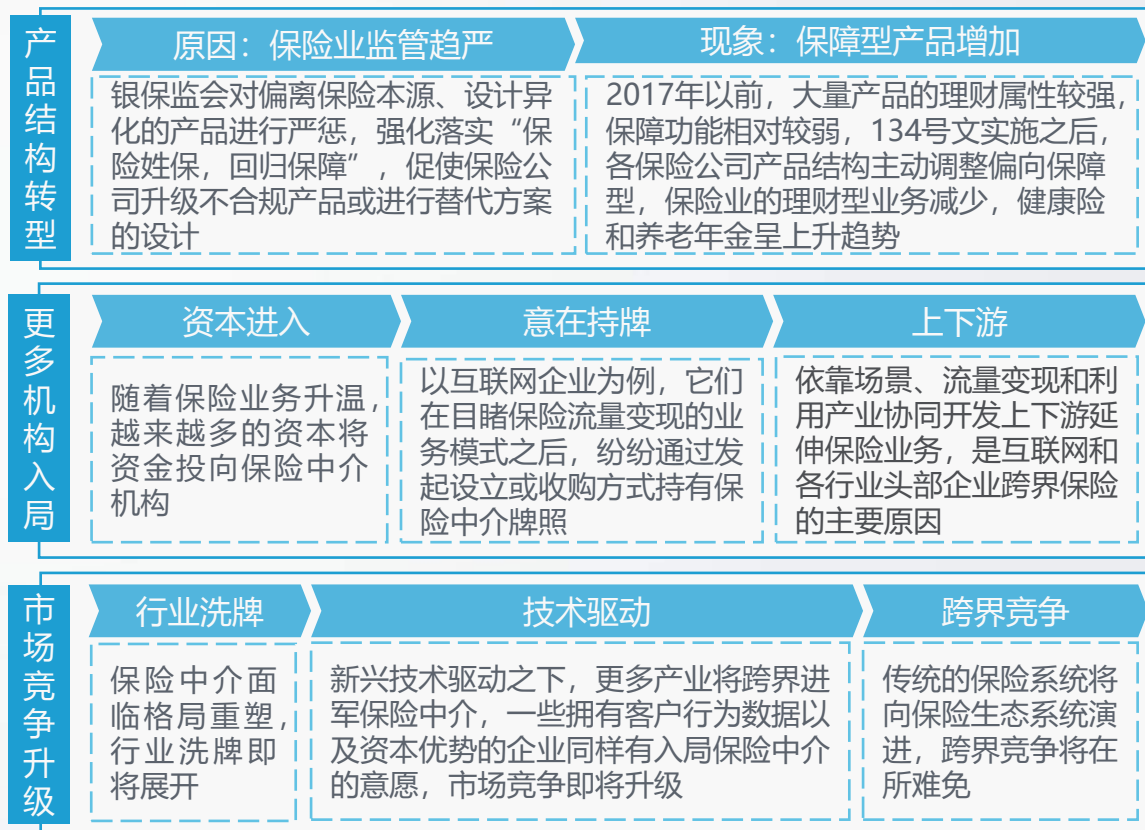 产品结构转型
原因：保险业监管趋严
银保监会对偏离保险本源、设计异
化的产品进行严惩，强化落实“保
险姓保，回归保障”，促使保险公
司升级不合规产品或进行替代方案
的设计
现象：保障型产品增加
2017年以前，大量产品的理财属性较强，
保障功能相对较弱，134号文实施之后，
各保险公司产品结构主动调整偏向保障
型，保险业的理财型业务减少，健康险
和养老年金呈上升趋势
更多机构入局
资本进入
随着保险业务升温，
越来越多的资本将
资金投向保险中介
机构
意在持牌
以互联网企业为例，它们
在目睹保险流量变现的业
务模式之后，纷纷通过发
起设立或收购方式持有保
险中介牌照
上下游
依靠场景、流量变现和利
用产业协同开发上下游延
伸保险业务，是互联网和
各行业头部企业跨界保险
的主要原因
市场竞争升级
行业洗牌
保险中介面
临格局重塑，
行业洗牌即
将展开
技术驱动
新兴技术驱动之下，更多产业将跨界进
军保险中介，一些拥有客户行为数据以
及资本优势的企业同样有入局保险中介
的意愿，市场竞争即将升级
跨界竞争
传统的保险系统将
向保险生态系统演
进，跨界竞争将在
所难免